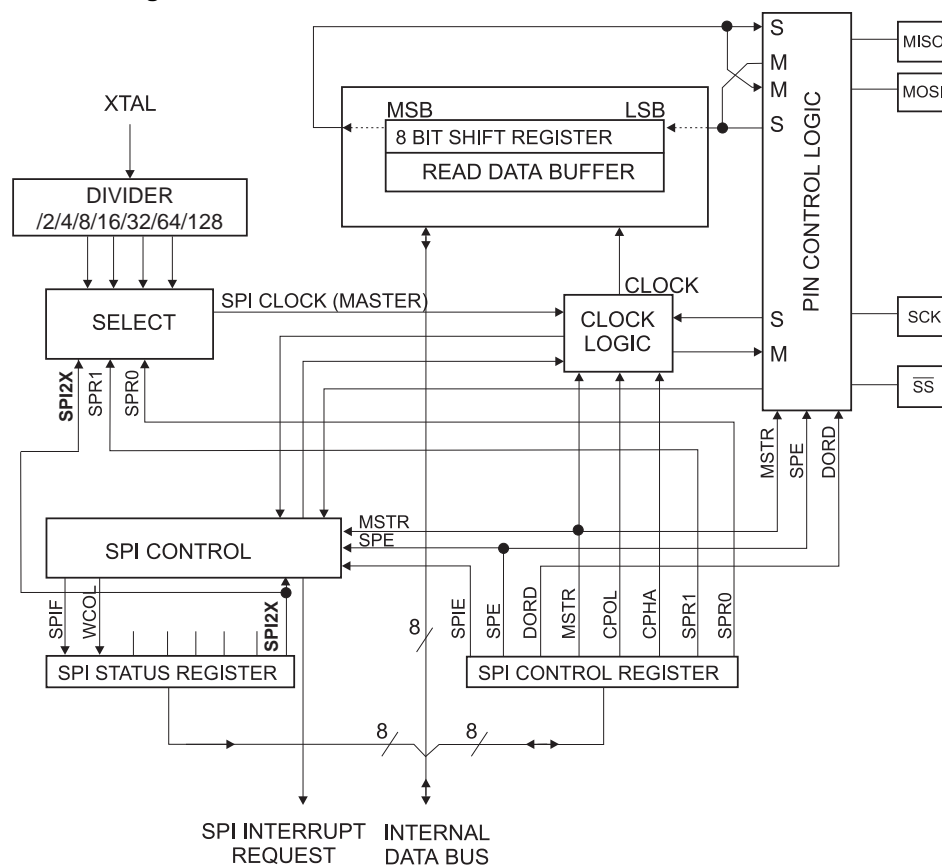 S
MISO
M
MOSI
M
XTAL
MSB
LSB
S
8 BIT SHIFT REGISTER
READ DATA BUFFER
DIVIDER
/2/4/8/16/32/64/128
PIN CONTROL LOGIC
SPI CLOCK (MASTER)
CLOCK
SELECT
CLOCK
LOGIC
S
SCK
M
SPI2X
SPR1
SPR0
SS
MSTR
SPE
DORD
MSTR
SPE
SPI CONTROL
SPIF
WCOL
SPI2X
8
SPIE
SPE
DORD
MSTR
CPOL
CPHA
SPR1
SPR0
SPI STATUS REGISTER
SPI CONTROL REGISTER
8
8
SPI INTERRUPT
REQUEST
INTERNAL
DATA BUS